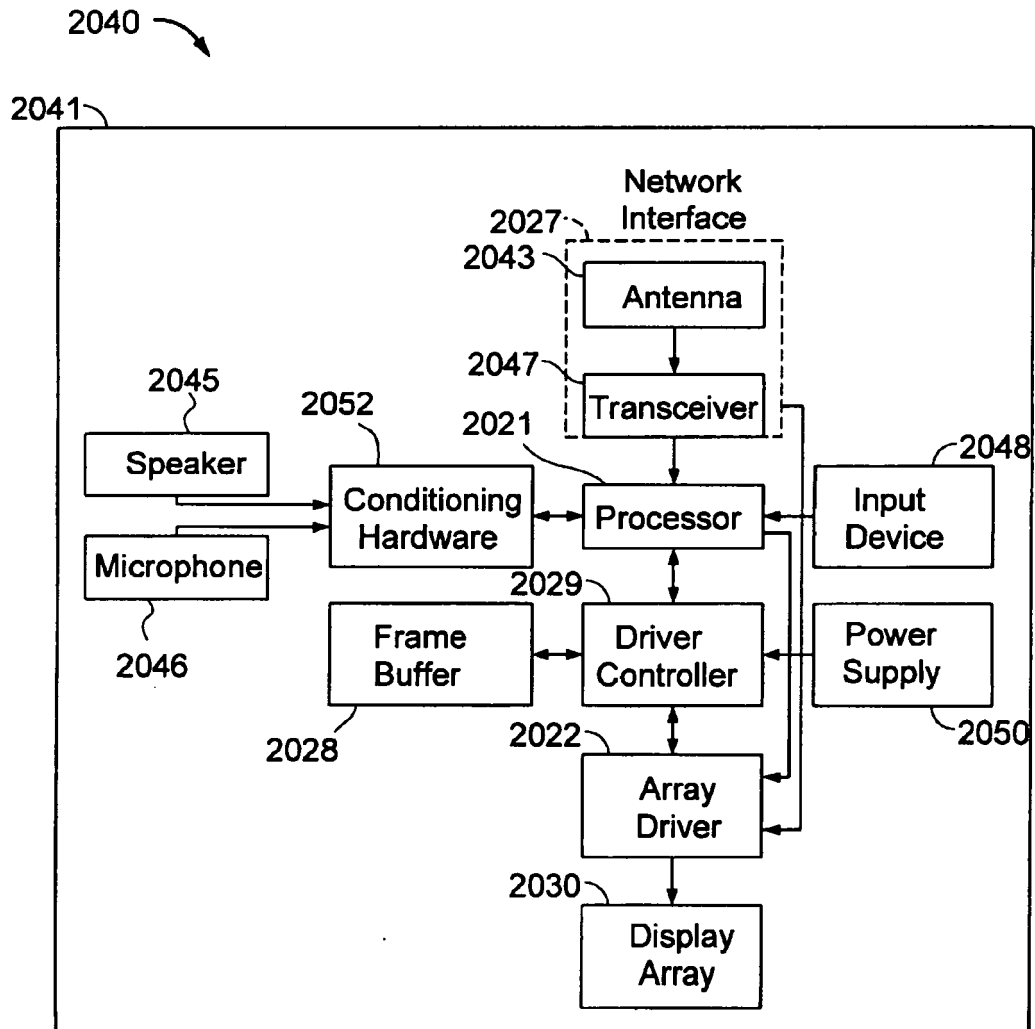 2040
2041
Network
Interface
2027
2043
Antenna
2047
Transceiver
2045
2052
2021
2048
Speaker
Conditioning
Hardware
Processor
Input
Device
Microphone
2029
2046
Frame
Buffer
Driver
Controller
Power
Supply
2028
2022
2050
Array
Driver
2030
Display
Array